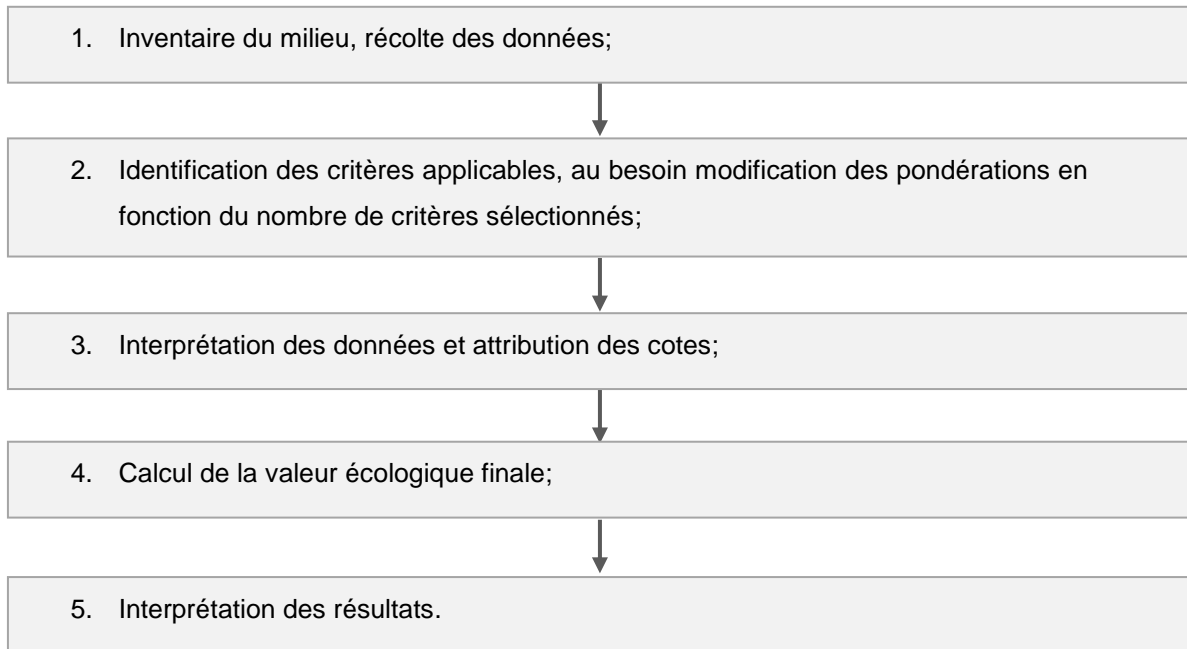 1. Inventaire du milieu, récolte des données;
2. Identification des critères applicables, au besoin modification des pondérations en
fonction du nombre de critères sélectionnés;
3. Interprétation des données et attribution des cotes;
4. Calcul de la valeur écologique finale;
5. Interprétation des résultats.